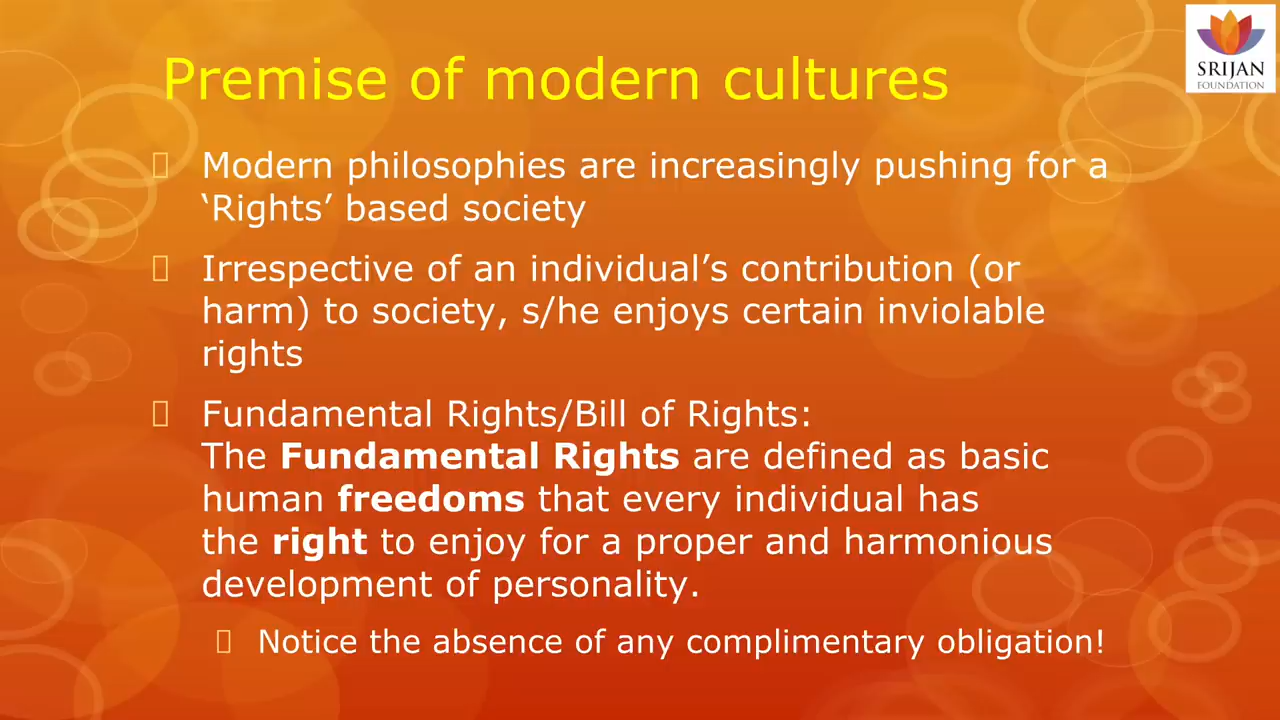 Premise of modern cultures
SRIJAN
FOUNDATION
Modern philosophies are increasingly pushing for a
‘Rights’ based society
Irrespective of an individual’s contribution (or
harm) to society, s/he enjoys certain inviolable
rights
Fundamental Rights/Bill of Rights:
The Fundamental Rights are defined as basic
human freedoms that every individual has
the right to enjoy for a proper and harmonious
development of personality.
Notice the absence of any complimentary obligation!